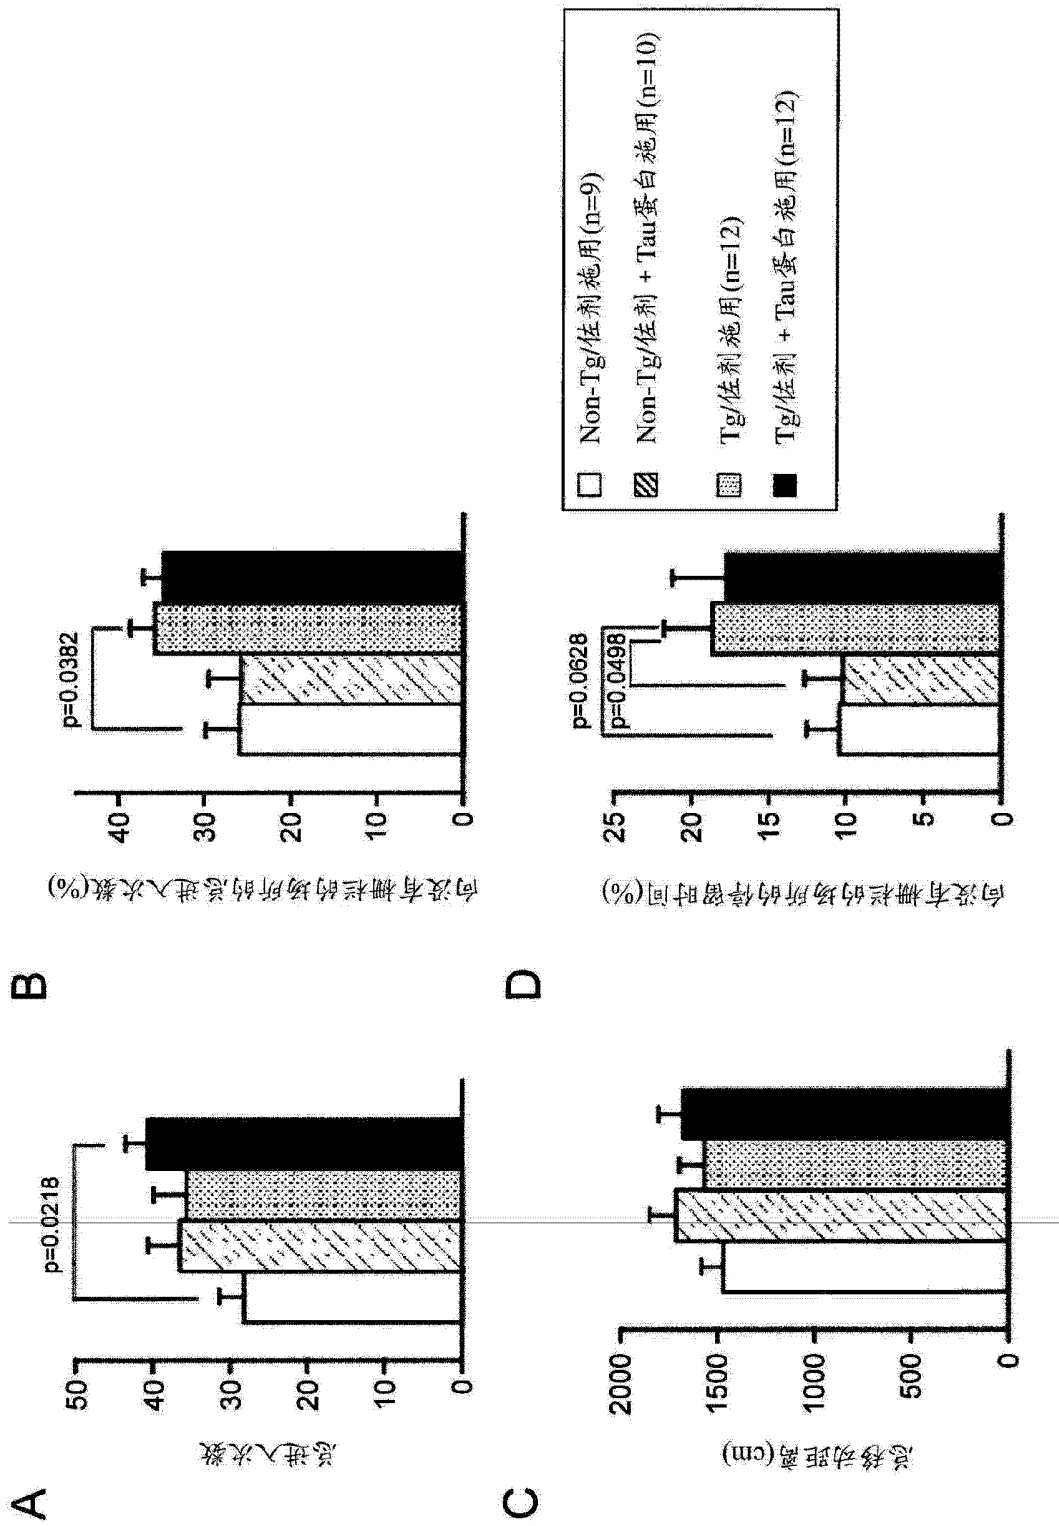 A
总进入次数
50
40
30
20
10
0
p=0.0218
B
向没有栅栏的场所的总进入次数(%)
40
30
20
10
0
p=0.0382
C
总移动距离(cm)
2000
1500
1000
500
0
D
向没有栅栏的场所的停留时间(%)
25
20
15
10
5
0
p=0.0628
p=0.0498
Non-Tg/佐剂施用(n=9)
Non-Tg/佐剂 + Tau蛋白施用(n=10)
Tg/佐剂施用(n=12)
Tg/佐剂 + Tau蛋白施用(n=12)